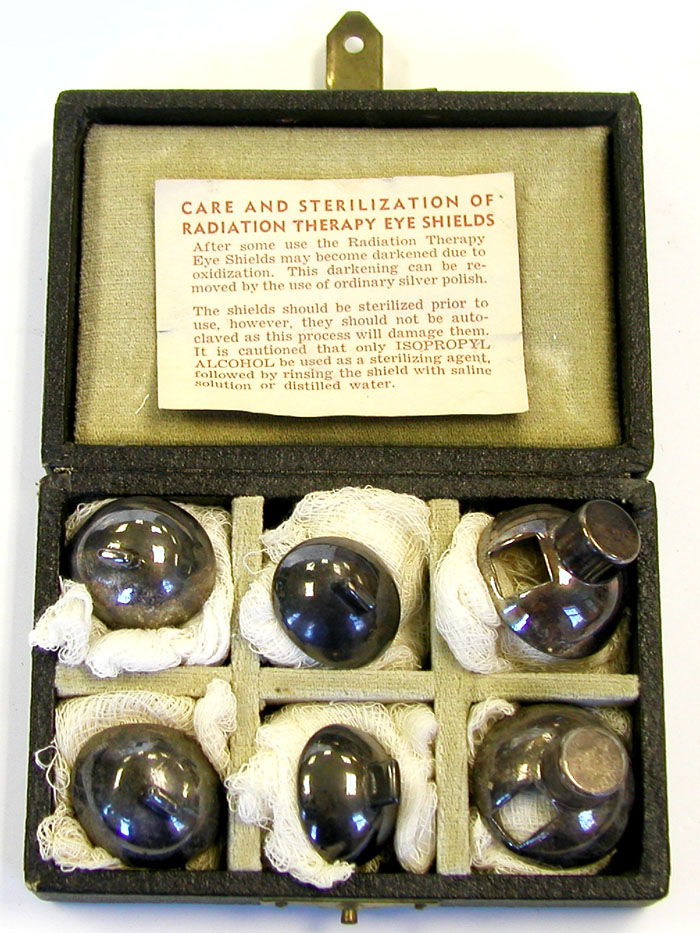 CARE AND STERILIZATION OF
RADIATION THERAPY EYE SHIELDS
After some use the Radiation Therapy
Eye Shields may become darkened due to
oxidization. This darkening can be re-
moved by the use of ordinary silver polish.
The shields should be sterilized prior to
use, however, they should not be auto-
claved as this process will damage them.
It is cautioned that only ISOPROPYL
ALCOHOL be used as a sterilizing agent,
followed by rinsing the shield with saline
solution or distilled water.